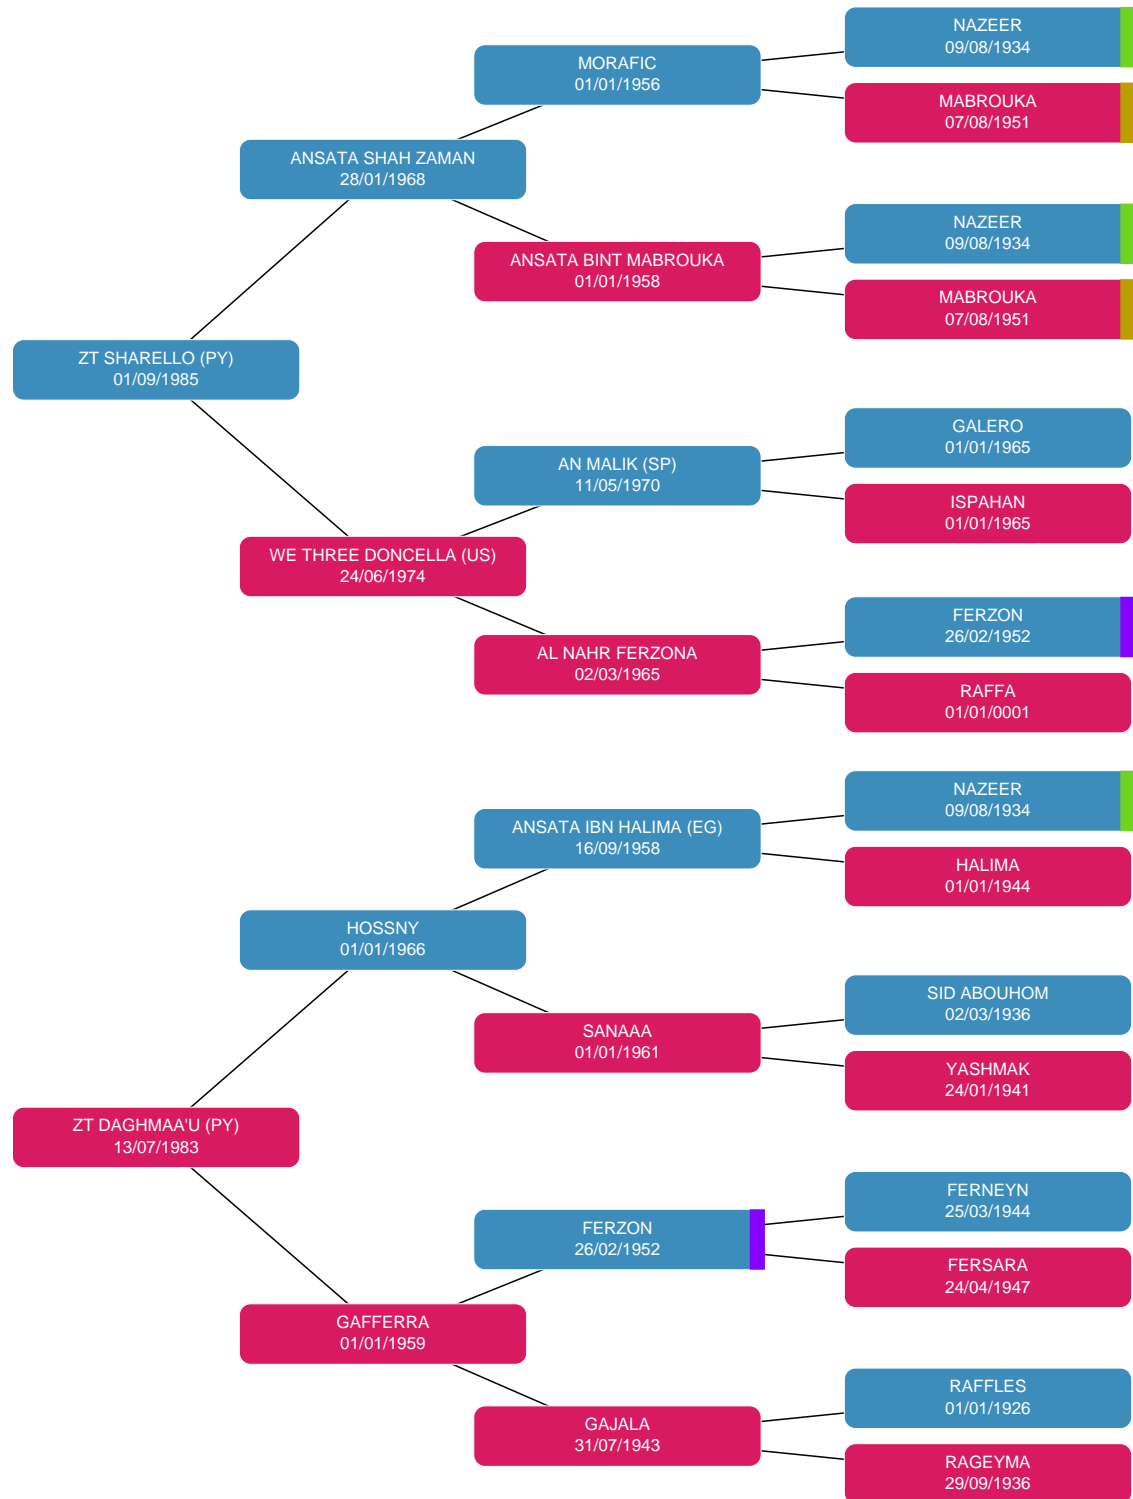 NAZEER
09/08/1934
MORAFIC
01/01/1956
MABROUKA
07/08/1951
ANSATA SHAH ZAMAN
28/01/1968
NAZEER
09/08/1934
ANSATA BINT MABROUKA
01/01/1958
MABROUKA
07/08/1951
ZT SHARELLO (PY)
01/09/1985
GALERO
01/01/1965
AN MALIK (SP)
11/05/1970
ISPAHAN
01/01/1965
WE THREE DONCELLA (US)
24/06/1974
FERZON
26/02/1952
AL NAHR FERZONA
02/03/1965
RAFFA
01/01/0001
NAZEER
09/08/1934
ANSATA IBN HALIMA (EG)
16/09/1958
HALIMA
01/01/1944
HOSSNY
01/01/1966
SID ABOUHOM
02/03/1936
SANAAA
01/01/1961
YASHMAK
24/01/1941
ZT DAGHMAA'U (PY)
13/07/1983
FERNEYN
25/03/1944
FERZON
26/02/1952
FERSARA
24/04/1947
GAFFERRA
01/01/1959
RAFFLES
01/01/1926
GAJALA
31/07/1943
RAGEYMA
29/09/1936